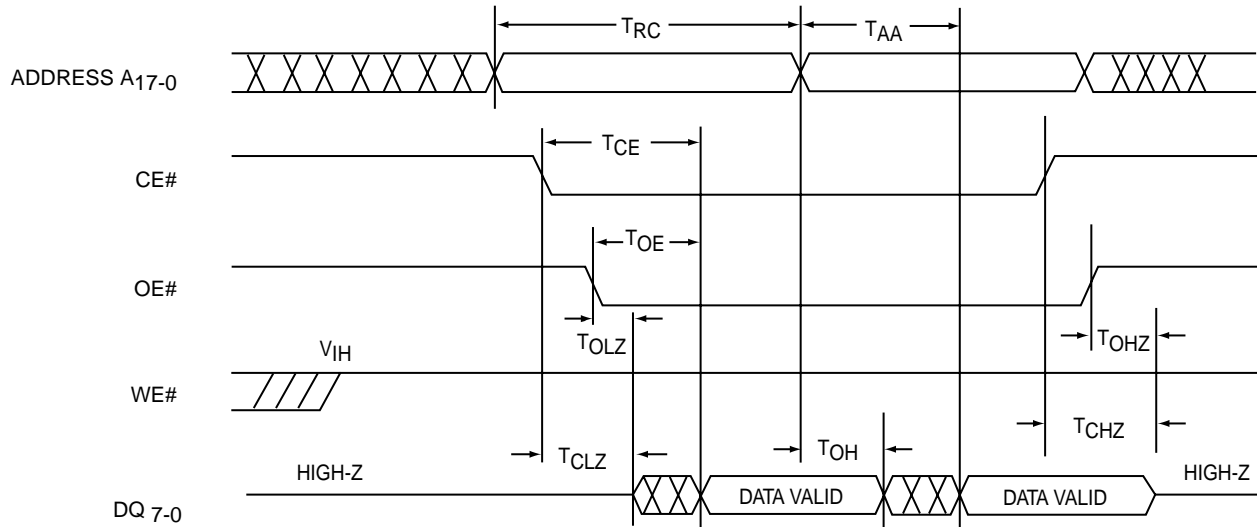 TRC
TAA
ADDRESS A17-0
TCE
CE#
TOE
OE#
TOLZ
TOHZ
VIH
WE#
TCLZ
TOH
TCHZ
HIGH-Z
HIGH-Z
DATA VALID
DATA VALID
DQ 7-0